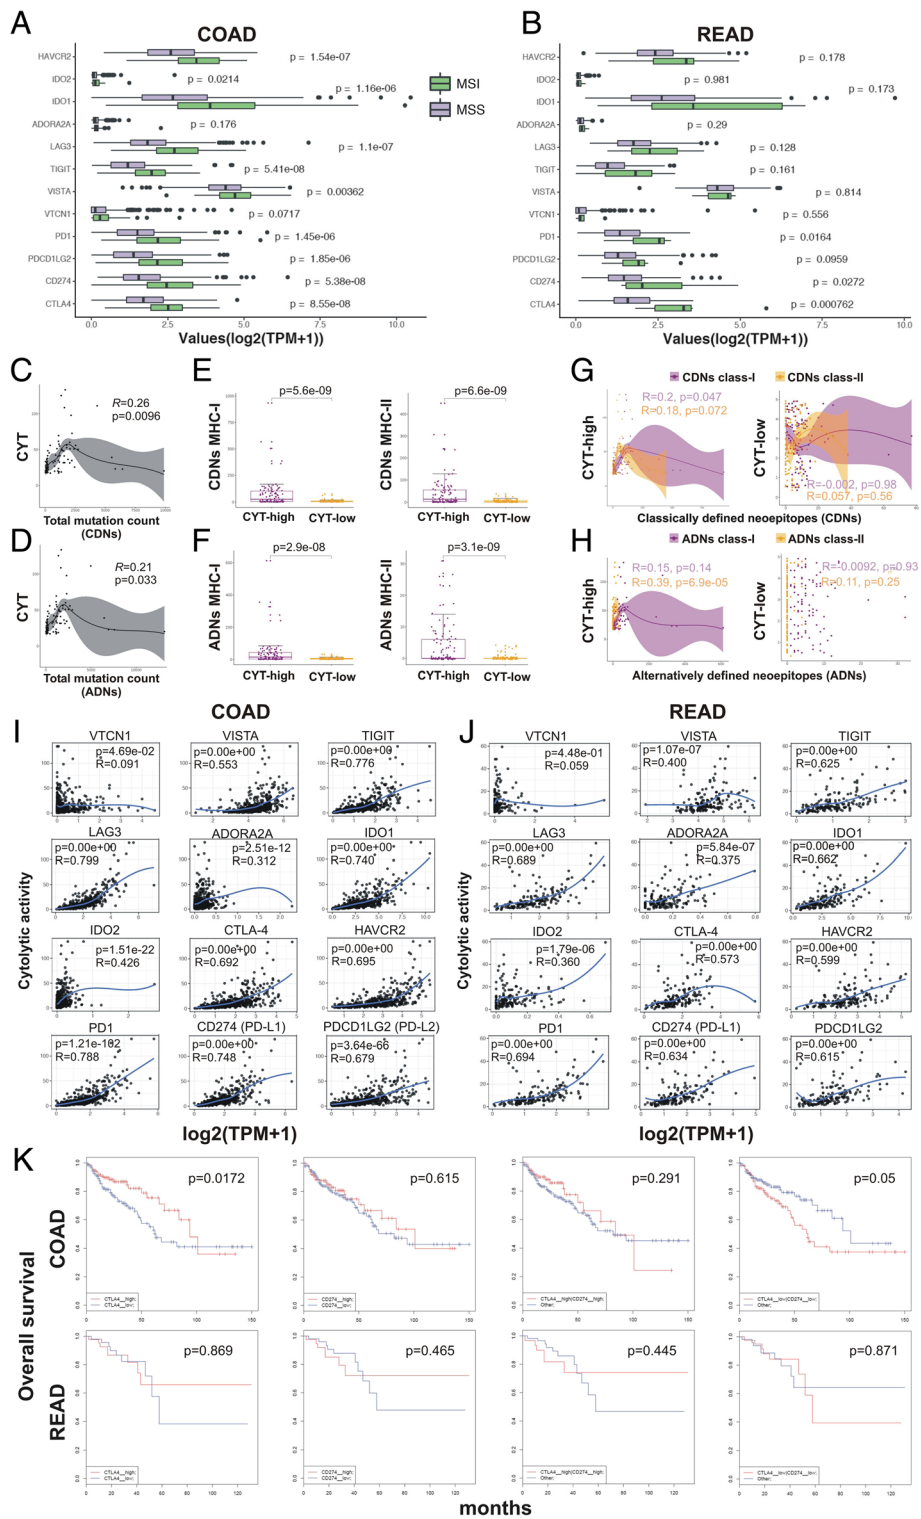 A
COAD
HAVCR2
p = 1.54e-07
IDO2
p = 0.0214
p = 1.16e-06
IDO1
ADORA2A
p = 0.176
LAG3
p = 1.1e-07
TIGIT
p = 5.41e-08
VISTA
p = 0.00362
VTCN1
p = 0.0717
PD1
p = 1.45e-06
PDCD1LG2
p = 1.85e-06
CD274
p = 5.38e-08
CTLA4
p = 8.55e-08
0.0 2.5 5.0 7.5 10.0
Values(log2(TPM+1))
MSI
MSS
B
READ
HAVCR2
p = 0.178
IDO2
p = 0.981
p = 0.173
IDO1
ADORA2A
p = 0.29
LAG3
p = 0.128
TIGIT
p = 0.161
VISTA
p = 0.814
VTCN1
p = 0.556
PD1
p = 0.0164
PDCD1LG2
p = 0.0959
CD274
p = 0.0272
CTLA4
p = 0.000762
0.0 2.5 5.0 7.5 10.0
Values(log2(TPM+1))
C
R=0.26
p=0.0096
CYT
Total mutation count
(CDNs)
D
R=0.21
p=0.033
CYT
Total mutation count
(ADNs)
E
p=5.6e-09
CDNs MHC-I
CYT-high CYT-low
p=6.6e-09
CDNs MHC-II
CYT-high CYT-low
F
p=2.9e-08
ADNs MHC-I
CYT-high CYT-low
p=3.1e-09
ADNs MHC-II
CYT-high CYT-low
G
CDNs class-I CDNs class-II
R=0.2, p=0.047
R=0.18, p=0.072
CYT-high
CYT-low
R=-0.002, p=0.98
R=0.057, p=0.56
Classically defined neoepitopes (CDNs)
H
ADNs class-I ADNs class-II
R=0.15, p=0.14
R=0.39, p=6.9e-05
CYT-high
CYT-low
R=0.0092, p=0.93
R=0.11, p=0.25
Alternatively defined neoepitopes (ADNs)
I
COAD
VTCN1
p=4.69e-02
R=0.091
VISTA
p=0.00e+00
R=0.553
TIGIT
p=0.00e+00
R=0.776
LAG3
p=0.00e+00
R=0.799
ADORA2A
p=2.51e-12
R=0.312
IDO1
p=0.00e+00
R=0.740
IDO2
p=1.51e-22
R=0.426
CTLA-4
p=0.00e+00
R=0.692
HAVCR2
p=0.00e+00
R=0.695
PD1
p=1.21e-102
R=0.788
CD274 (PD-L1)
p=0.00e+00
R=0.748
PDCD1LG2 (PD-L2)
p=3.64e-66
R=0.679
Cytolytic activity
log2(TPM+1)
J
READ
VTCN1
p=4.48e-01
R=0.059
VISTA
p=1.07e-07
R=0.400
TIGIT
p=0.00e+00
R=0.625
LAG3
p=0.00e+00
R=0.689
ADORA2A
p=5.84e-07
R=0.375
IDO1
p=0.00e+00
R=0.662
IDO2
p=1.79e-06
R=0.360
CTLA-4
p=0.00e+00
R=0.573
HAVCR2
p=0.00e+00
R=0.599
PD1
p=0.00e+00
R=0.694
CD274 (PD-L1)
p=0.00e+00
R=0.634
PDCD1LG2
p=0.00e+00
R=0.615
Cytolytic activity
log2(TPM+1)
K
Overall survival
COAD
p=0.0172
CTLA4__high;
CTLA4__low;
p=0.615
CD274__high;
CD274__low;
p=0.291
CTLA4__high|CD274__high;
Other;
p=0.05
CTLA4__low|CD274__low;
Other;
READ
p=0.869
CTLA4__high;
CTLA4__low;
p=0.465
CD274__high;
CD274__low;
p=0.445
CTLA4__high|CD274__high;
Other;
p=0.871
CTLA4__low|CD274__low;
Other;
months